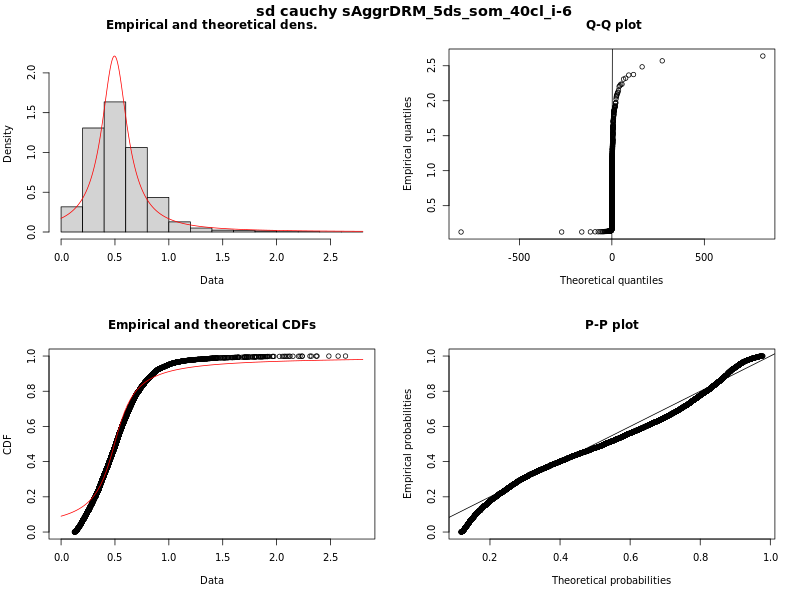 sd cauchy sAggrDRM_5ds_som_40cl_i-6
Empirical and theoretical dens.
Density
0.0 0.5 1.0 1.5 2.0
0.0 0.5 1.0 1.5 2.0 2.5
Data
Q-Q plot
Empirical quantiles
0.5 1.0 1.5 2.0 2.5
-500 0 500
Theoretical quantiles
Empirical and theoretical CDFs
CDF
0.0 0.2 0.4 0.6 0.8 1.0
0.0 0.5 1.0 1.5 2.0 2.5
Data
P-P plot
Empirical probabilities
0.0 0.2 0.4 0.6 0.8 1.0
0.2 0.4 0.6 0.8 1.0
Theoretical probabilities